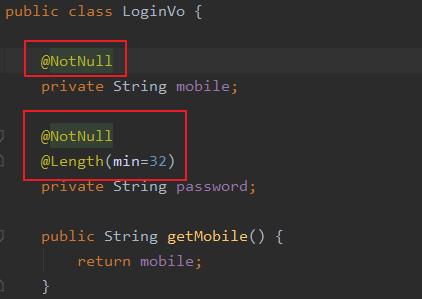 public class LoginVo {
@NotNull
private String mobile;
@NotNull
@Length(min=32)
private String password;
public String getMobile() {
return mobile;
}